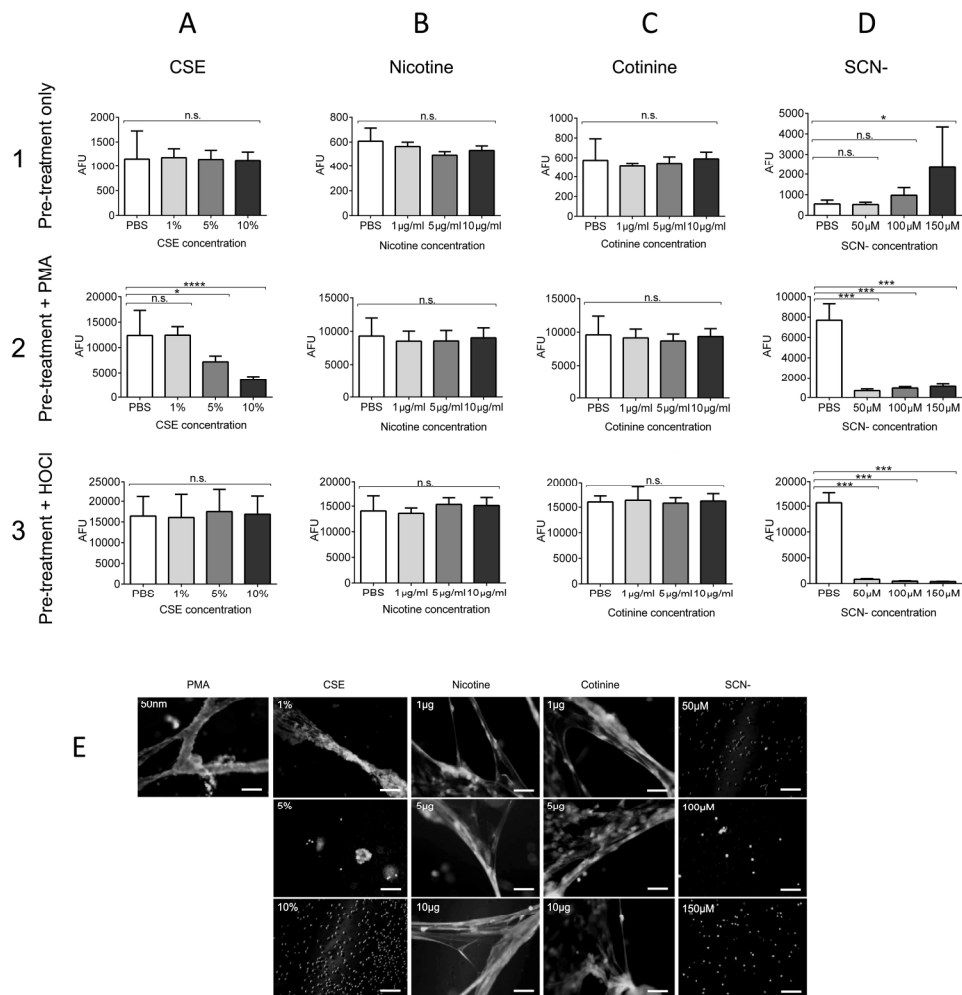 A B C D
CSE Nicotine Cotinine SCN-
1
Pre-treatment only
AFU
2000
1500
1000
500
0
n.s.
PBS 1% 5% 10%
CSE concentration
AFU
800
600
400
200
0
n.s.
PBS 1µg/ml 5µg/ml 10µg/ml
Nicotine concentration
AFU
1000
800
600
400
200
0
n.s.
PBS 1µg/ml 5µg/ml 10µg/ml
Cotinine concentration
AFU
5000
4000
3000
2000
1000
0
*
n.s.
n.s.
PBS 50µM 100µM 150µM
SCN- concentration
2
Pre-treatment + PMA
AFU
20000
15000
10000
5000
0
****
*
n.s.
PBS 1% 5% 10%
CSE concentration
AFU
15000
10000
5000
0
n.s.
PBS 1µg/ml 5µg/ml 10µg/ml
Nicotine concentration
AFU
15000
10000
5000
0
n.s.
PBS 1µg/ml 5µg/ml 10µg/ml
Cotinine concentration
AFU
10000
8000
6000
4000
2000
0
***
***
***
PBS 50µM 100µM 150µM
SCN- concentration
3
Pre-treatment + HOCl
AFU
25000
20000
15000
10000
5000
0
n.s.
PBS 1% 5% 10%
CSE concentration
AFU
20000
15000
10000
5000
0
n.s.
PBS 1µg/ml 5µg/ml 10µg/ml
Nicotine concentration
AFU
20000
15000
10000
5000
0
n.s.
PBS 1µg/ml 5µg/ml 10µg/ml
Cotinine concentration
AFU
20000
15000
10000
5000
0
***
***
***
PBS 50µM 100µM 150µM
SCN- concentration
E
PMA CSE Nicotine Cotinine SCN-
50nm 1% 1µg 1µg 50µM
5% 5µg 5µg 100µM
10% 10µg 10µg 150µM